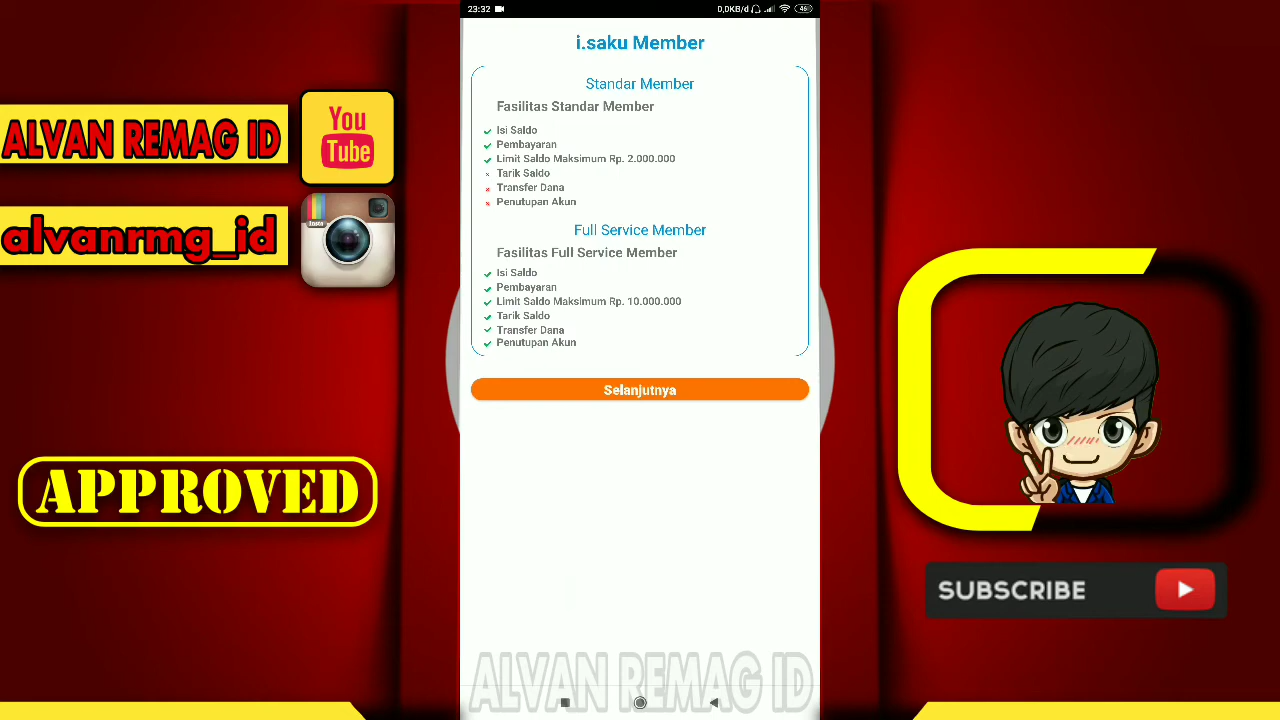 ALVAN REMAG ID
You
Tube
Insta
alvanrmg_id
APPROVED
23:32
0,0KB/d
46
i.saku Member
Standar Member
Fasilitas Standar Member
Isi Saldo
Pembayaran
Limit Saldo Maksimum Rp. 2.000.000
Tarik Saldo
Transfer Dana
Penutupan Akun
Full Service Member
Fasilitas Full Service Member
Isi Saldo
Pembayaran
Limit Saldo Maksimum Rp. 10.000.000
Tarik Saldo
Transfer Dana
Penutupan Akun
Selanjutnya
ALVAN REMAG ID
SUBSCRIBE